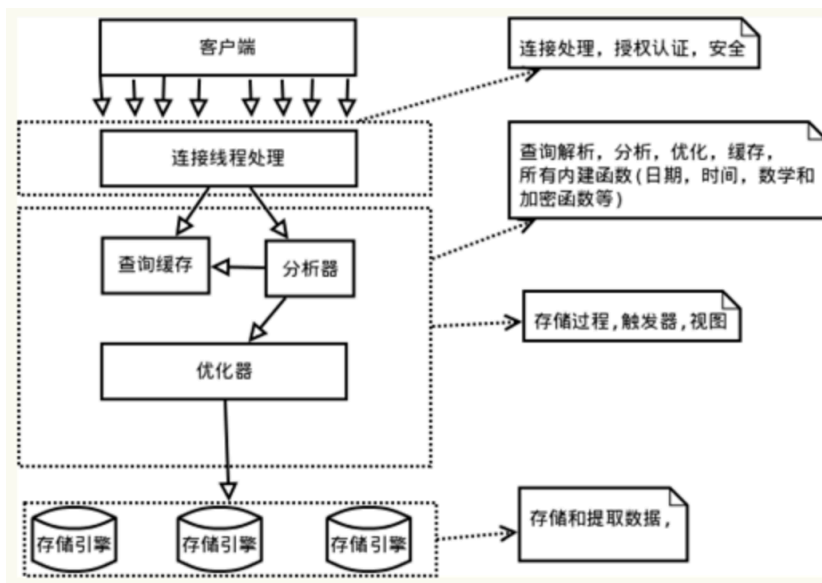 客户端
连接处理，授权认证，安全
连接线程处理
查询解析，分析，优化，缓存，
所有内建函数(日期，时间，数学和
加密函数等)
查询缓存
分析器
存储过程,触发器,视图
优化器
存储和提取数据，
存储引擎
存储引擎
存储引擎